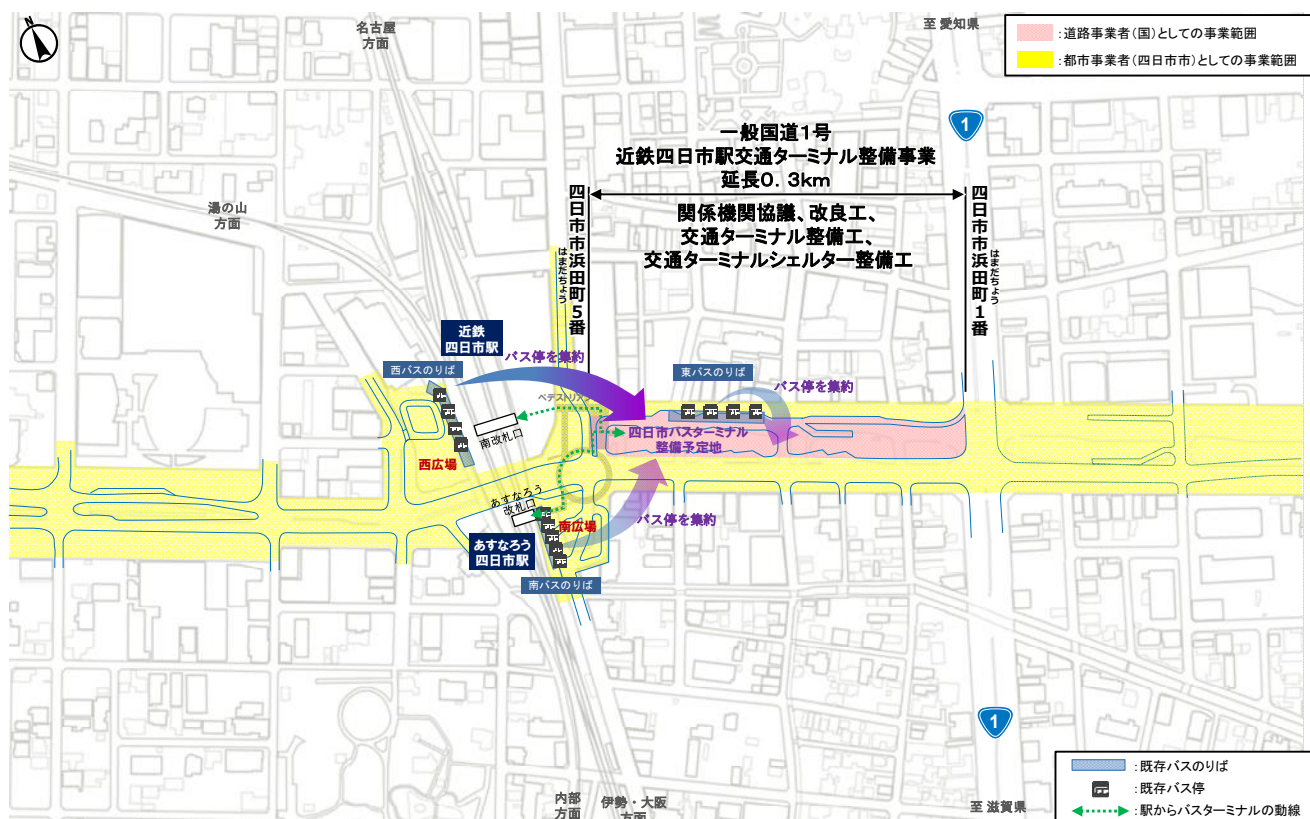 N
名古屋
方面
至 愛知県
:道路事業者(国)としての事業範囲
:都市事業者(四日市市)としての事業範囲
1
一般国道1号
近鉄四日市駅交通ターミナル整備事業
延長0.3km
関係機関協議、改良工、
交通ターミナル整備工、
交通ターミナルシェルター整備工
四日市市浜田町5番
はまだちょう
四日市市浜田町1番
はまだちょう
湯の山
方面
近鉄
四日市駅
西バスのりば
バス停を集約
東バスのりば
バス停を集約
南改札口
四日市バスターミナル
整備予定地
西広場
あすなろう
改札口
南広場
バス停を集約
あすなろう
四日市駅
南バスのりば
1
内部
方面
伊勢・大阪
方面
至 滋賀県
:既存バスのりば
:既存バス停
:駅からバスターミナルの動線